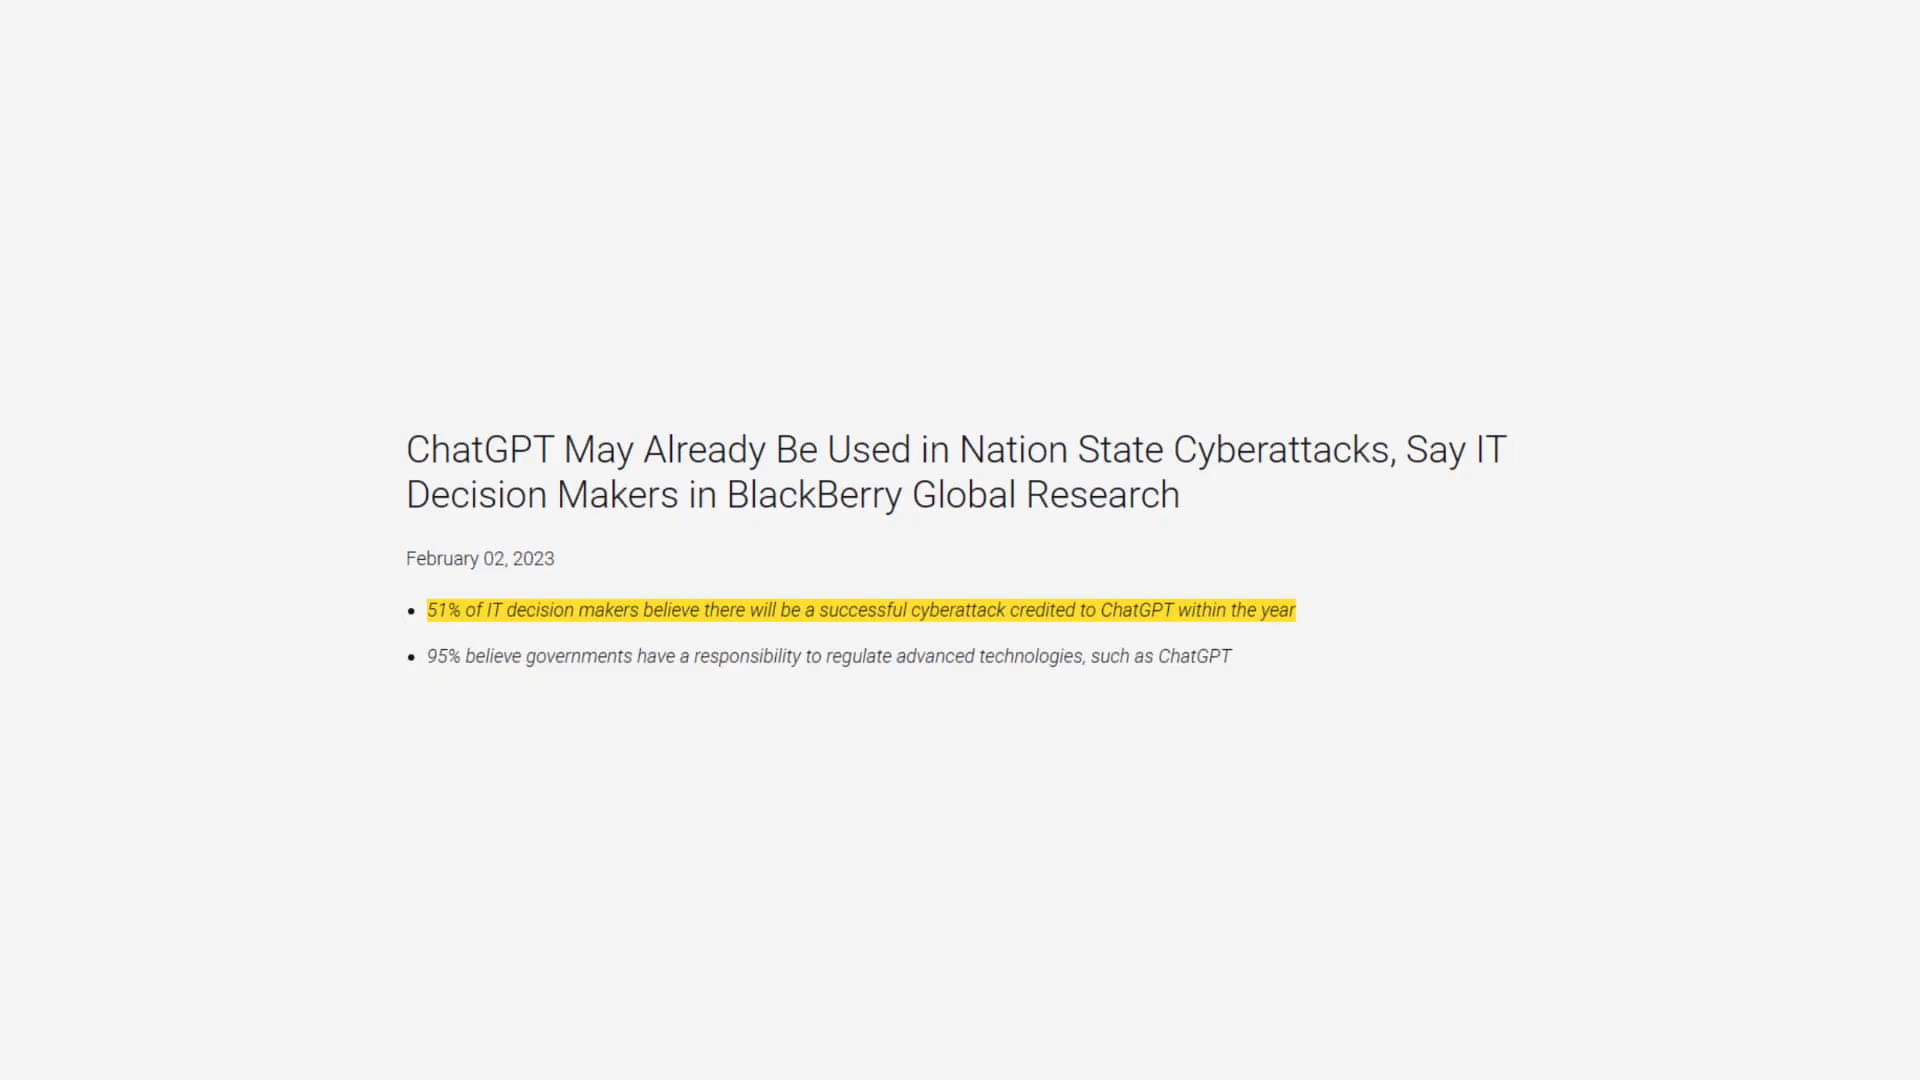 ChatGPT May Already Be Used in Nation State Cyberattacks, Say IT
Decision Makers in BlackBerry Global Research
February 02, 2023
• 51% of IT decision makers believe there will be a successful cyberattack credited to ChatGPT within the year
• 95% believe governments have a responsibility to regulate advanced technologies, such as ChatGPT